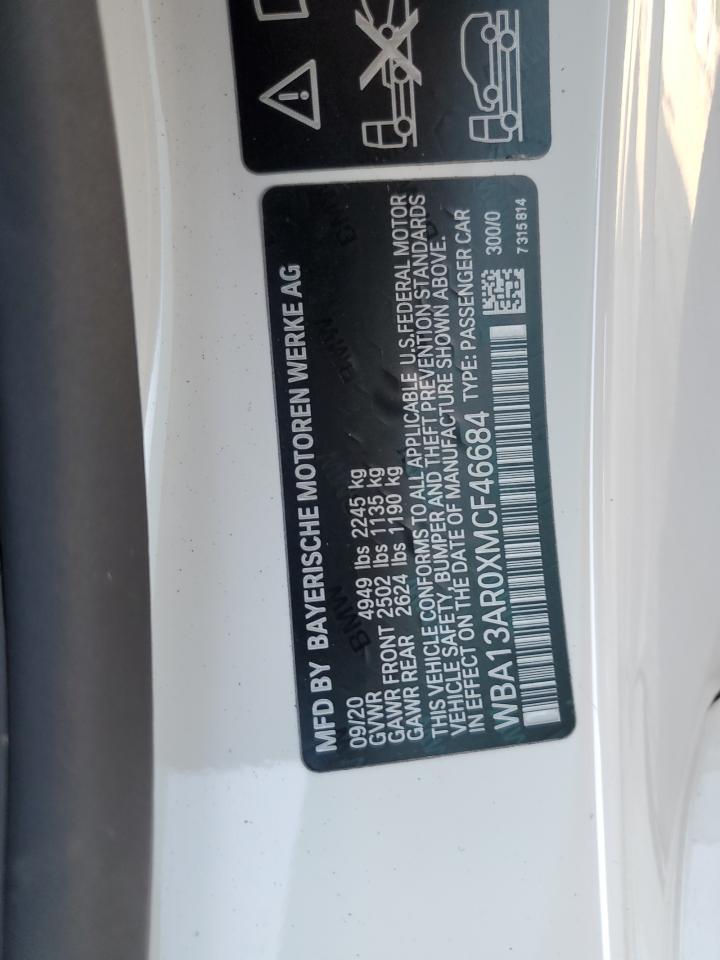 MFD BY BAYERISCHE MOTOREN WERKE AG
09/20
GVWR 4949 lbs 2245 kg
GAWR FRONT 2502 lbs 1135 kg
GAWR REAR 2624 lbs 1190 kg
THIS VEHICLE CONFORMS TO ALL APPLICABLE U.S.FEDERAL MOTOR
VEHICLE SAFETY, BUMPER AND THEFT PREVENTION STANDARDS
IN EFFECT ON THE DATE OF MANUFACTURE SHOWN ABOVE.
WBA13AR0XMCF46684 TYPE: PASSENGER CAR
300/0
7315814